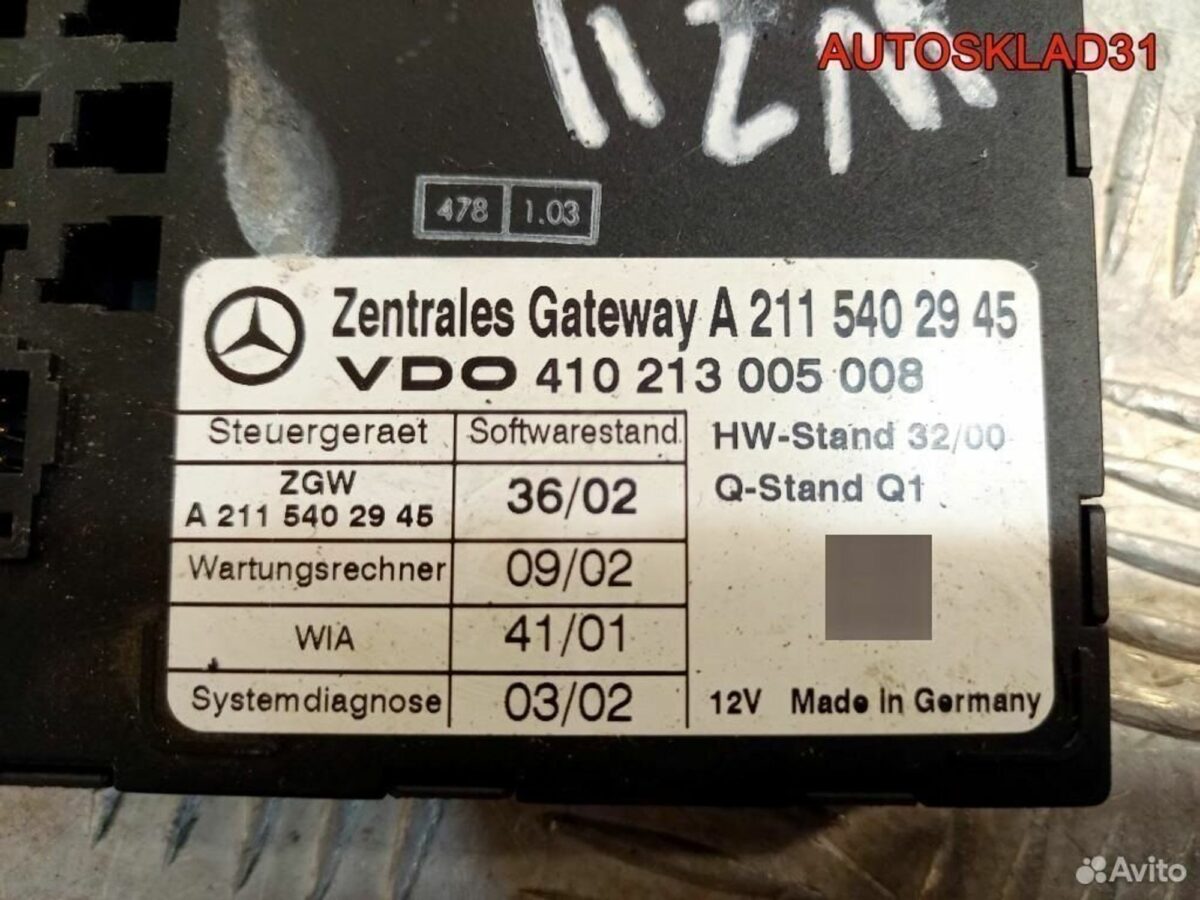 AUTOSKLAD31
478 1.03
Zentrales Gateway A 211 540 29 45
VDO 410 213 005 008
Steuergeraet Softwarestand HW-Stand 32/00
ZGW
A 211 540 29 45 36/02 Q-Stand Q1
Wartungsrechner 09/02
WIA 41/01
Systemdiagnose 03/02 12V Made in Germany
Avito